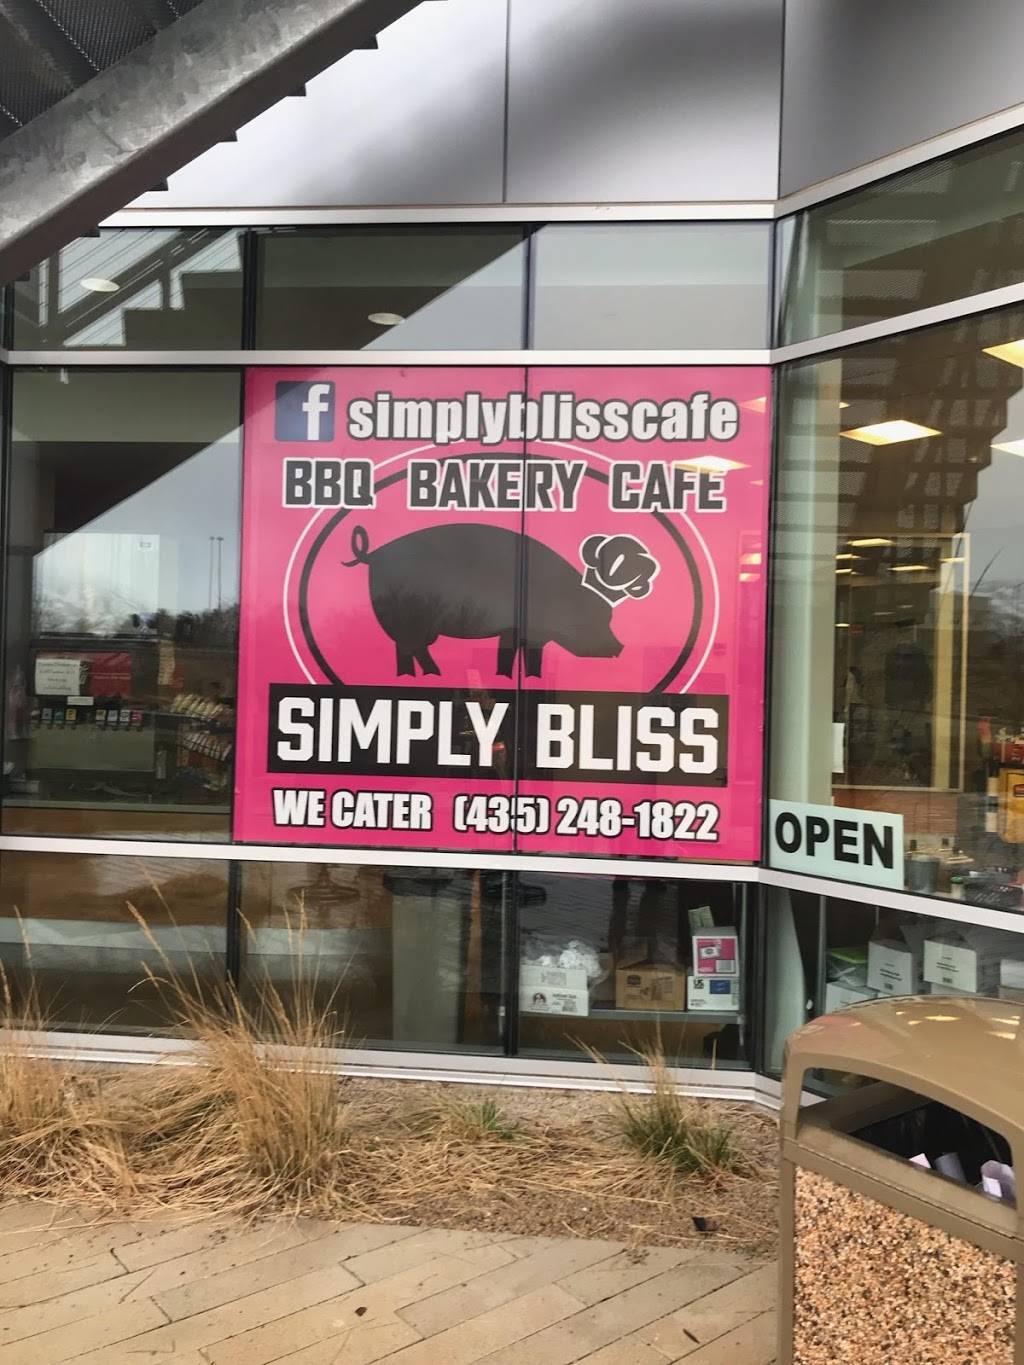 f simplyblisscafe
BBQ BAKERY CAFE
SIMPLY BLISS
WE CATER (435) 248-1822
OPEN